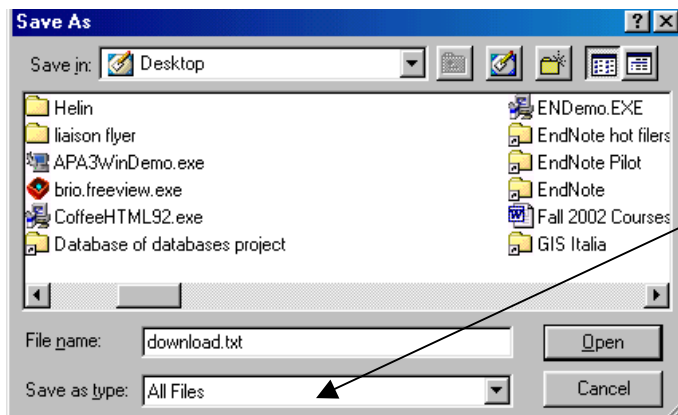 Save As
Save in: Desktop
Helin
liaison flyer
APA3WinDemo.exe
brio.freeview.exe
CoffeeHTML92.exe
Database of databases project
ENDemo.EXE
EndNote hot filers
EndNote Pilot
EndNote
Fall 2002 Courses
GIS Italia
File name: download.txt Open
Save as type: All Files Cancel